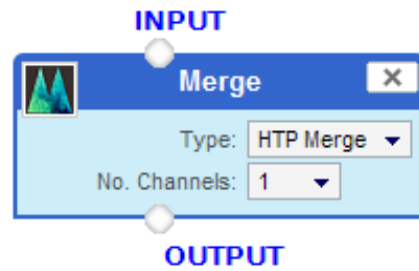 INPUT
Merge
Type: HTP Merge
No. Channels: 1
OUTPUT